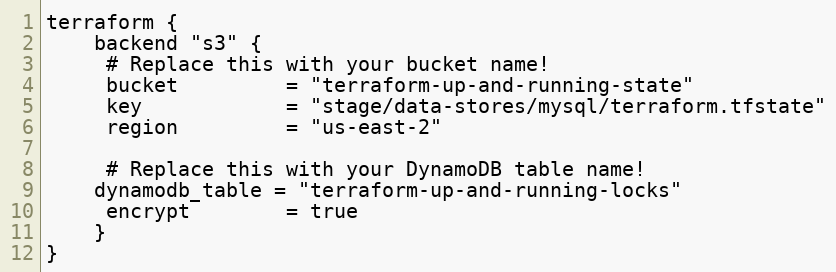 1 terraform {
2     backend "s3" {
3      # Replace this with your bucket name!
4      bucket         = "terraform-up-and-running-state"
5      key            = "stage/data-stores/mysql/terraform.tfstate"
6      region         = "us-east-2"
7
8      # Replace this with your DynamoDB table name!
9     dynamodb_table = "terraform-up-and-running-locks"
10      encrypt        = true
11     }
12 }